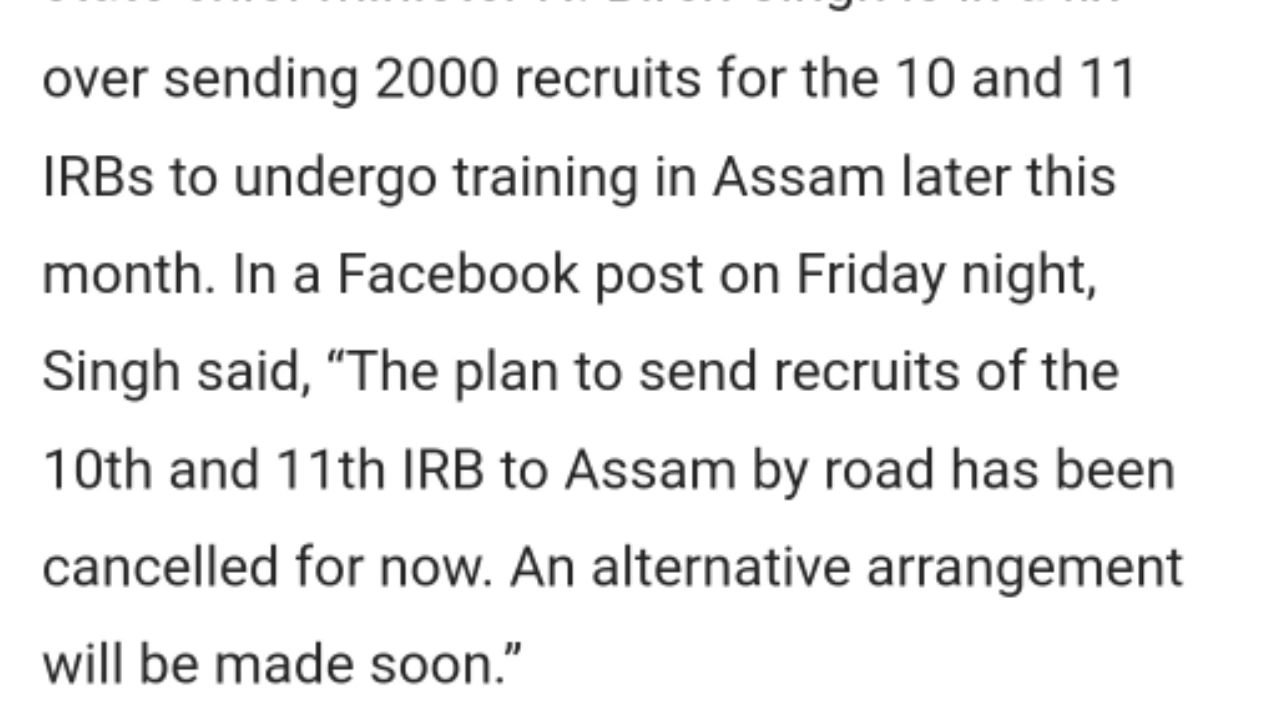 over sending 2000 recruits for the 10 and 11
IRBs to undergo training in Assam later this
month. In a Facebook post on Friday night,
Singh said, “The plan to send recruits of the
10th and 11th IRB to Assam by road has been
cancelled for now. An alternative arrangement
will be made soon.”